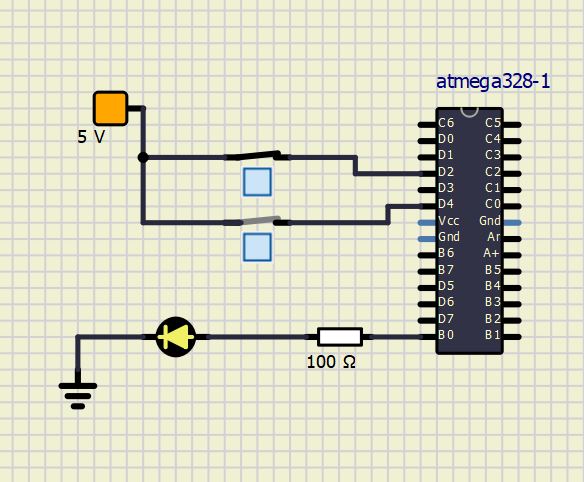 atmega328-1
5 V
C6 C5
D0 C4
D1 C3
D2 C2
D3 C1
D4 C0
Vcc Gnd
Gnd Ar
B6 A+
B7 B5
D5 B4
D6 B3
D7 B2
B0 B1
100 Ω